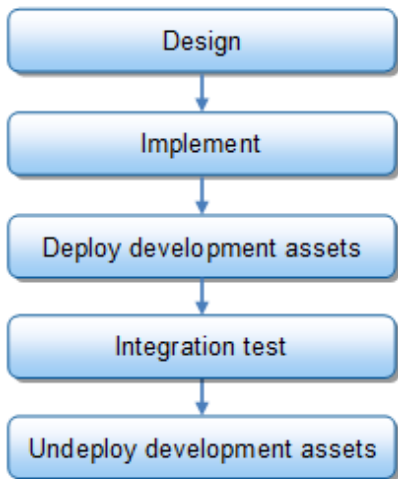 Design
Implement
Deploy development assets
Integration test
Undeploy development assets